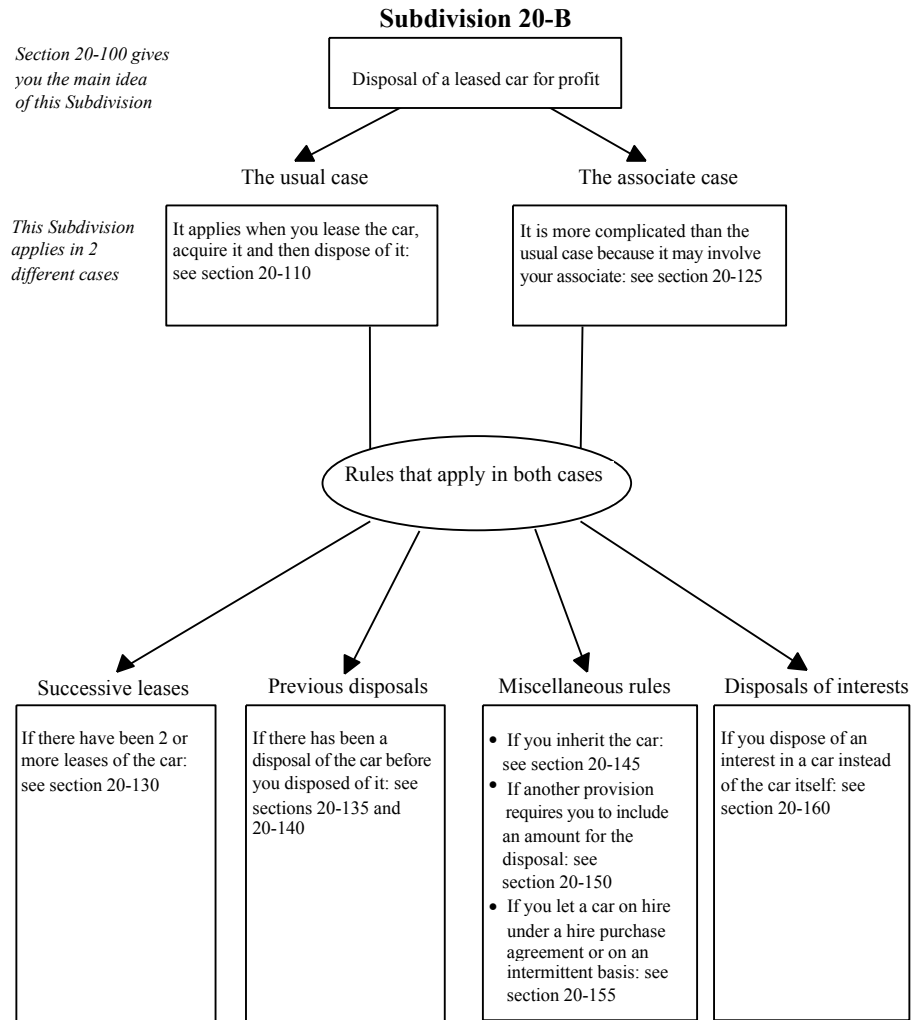 Subdivision 20-B
Section 20-100 gives
you the main idea
of this Subdivision
Disposal of a leased car for profit
The usual case
The associate case
This Subdivision
applies in 2
different cases
It applies when you lease the car,
acquire it and then dispose of it:
see section 20-110
It is more complicated than the
usual case because it may involve
your associate: see section 20-125
Rules that apply in both cases
Successive leases
If there have been 2 or
more leases of the car:
see section 20-130
Previous disposals
If there has been a
disposal of the car before
you disposed of it: see
sections 20-135 and
20-140
Miscellaneous rules
• If you inherit the car:
see section 20-145
• If another provision
requires you to include
an amount for the
disposal: see
section 20-150
• If you let a car on hire
under a hire purchase
agreement or on an
intermittent basis: see
section 20-155
Disposals of interests
If you dispose of an
interest in a car instead
of the car itself: see
section 20-160